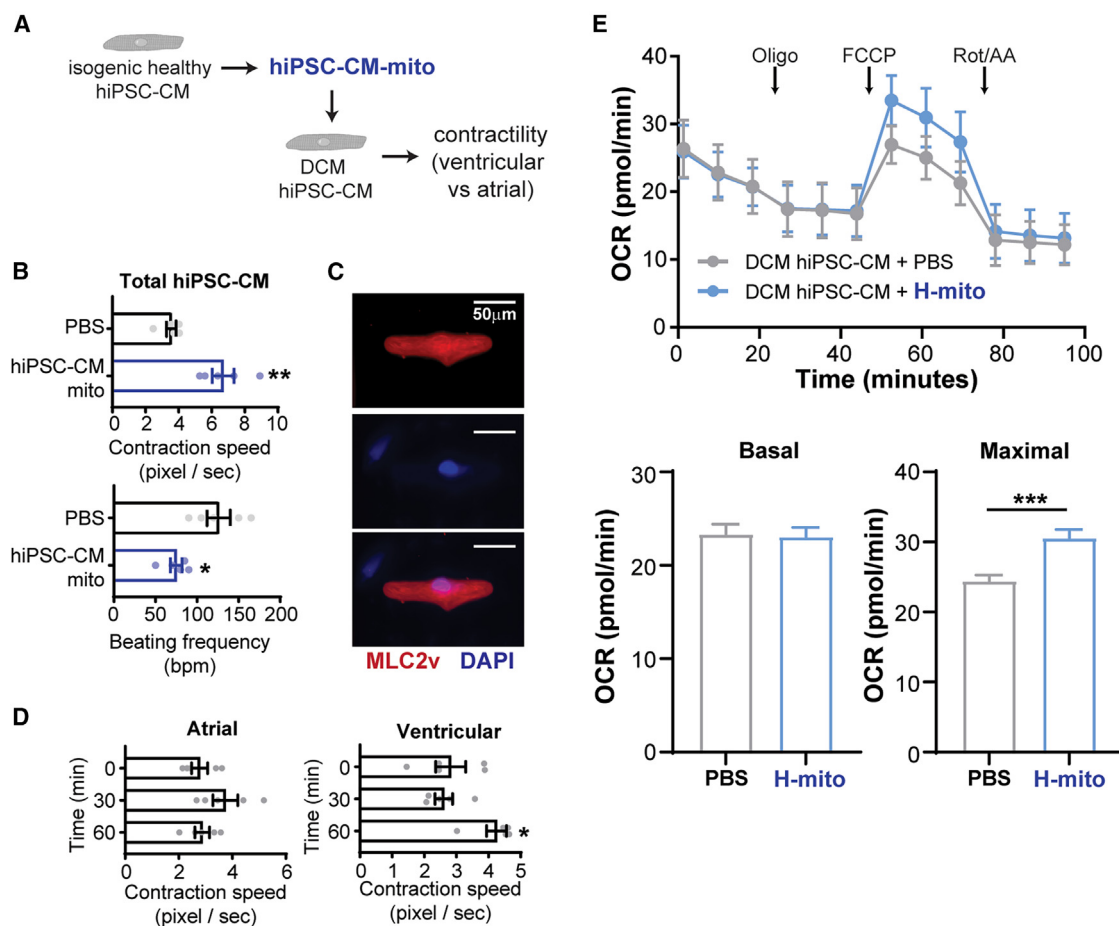 A
isogenic healthy
hiPSC-CM
hiPSC-CM-mito
DCM
hiPSC-CM
contractility
(ventricular
vs atrial)
B
Total hiPSC-CM
PBS
hiPSC-CM
mito
**
0 2 4 6 8 10
Contraction speed
(pixel / sec)
PBS
hiPSC-CM
mito
*
0 50 100 150 200
Beating frequency
(bpm)
C
50μm
MLC2v DAPI
D
Atrial
Time (min)
0
30
60
0 2 4 6
Contraction speed
(pixel / sec)
Ventricular
Time (min)
0
30
60
*
0 1 2 3 4 5
Contraction speed
(pixel / sec)
E
Oligo FCCP Rot/AA
OCR (pmol/min)
40
30
20
10
0
DCM hiPSC-CM + PBS
DCM hiPSC-CM + H-mito
0 20 40 60 80 100
Time (minutes)
Basal
OCR (pmol/min)
30
20
10
0
PBS H-mito
Maximal
OCR (pmol/min)
40
30
20
10
0
***
PBS H-mito